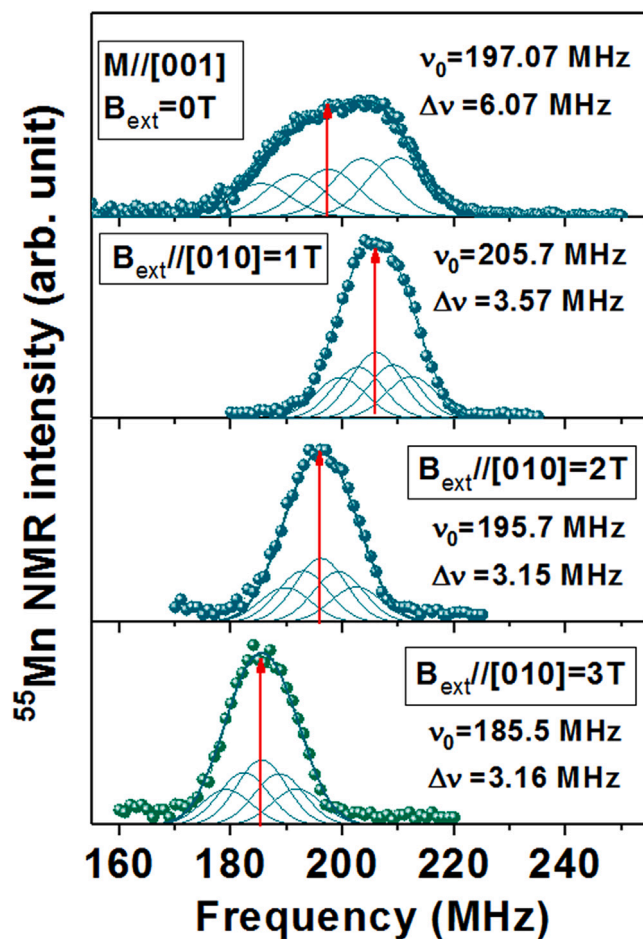 M//[001]
B_ext=0T
ν₀=197.07 MHz
Δν =6.07 MHz
B_ext//[010]=1T
ν₀=205.7 MHz
Δν =3.57 MHz
B_ext//[010]=2T
ν₀=195.7 MHz
Δν =3.15 MHz
B_ext//[010]=3T
ν₀=185.5 MHz
Δν =3.16 MHz
⁵⁵Mn NMR intensity (arb. unit)
160 180 200 220 240
Frequency (MHz)